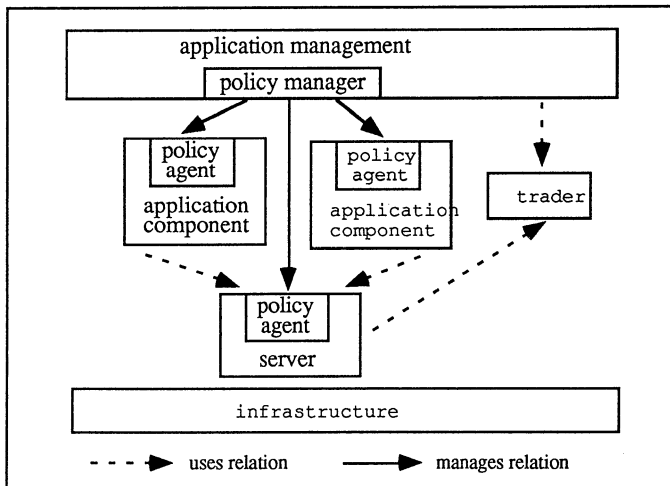 application management
policy manager
policy
agent
application
component
policy
agent
application
component
trader
policy
agent
server
infrastructure
uses relation
manages relation